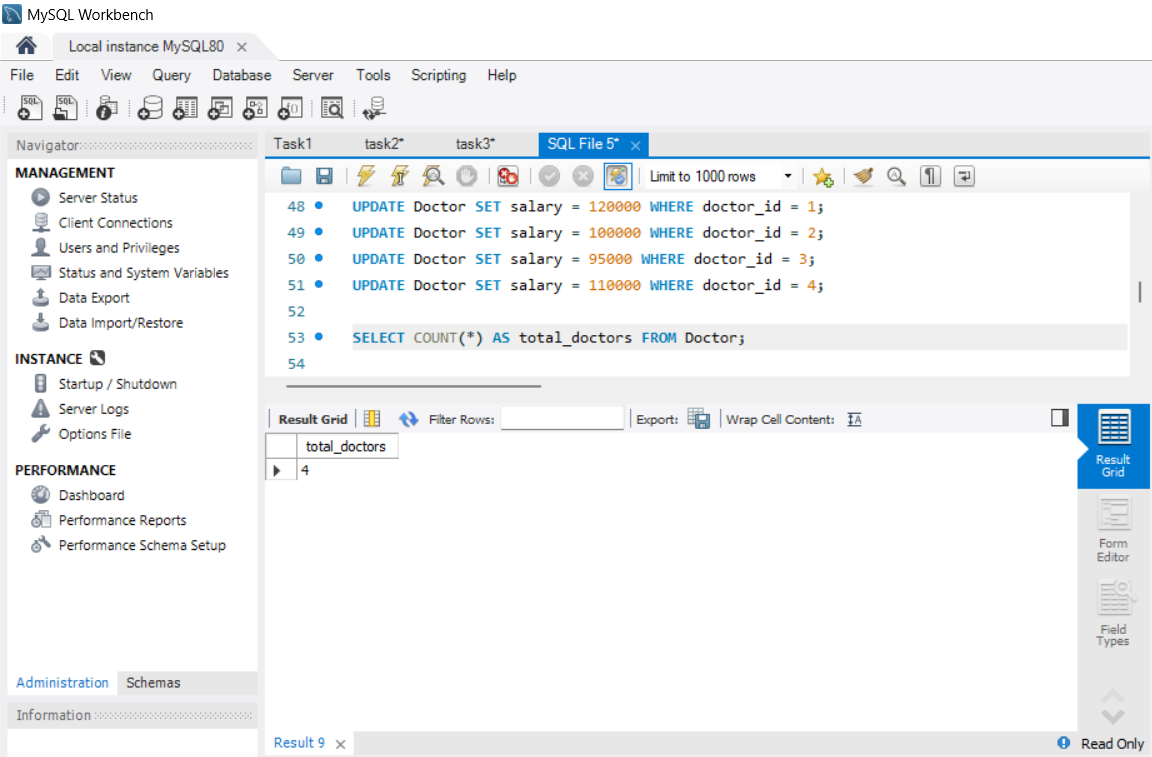 MySQL Workbench
Local instance MySQL80
File Edit View Query Database Server Tools Scripting Help
Navigator
MANAGEMENT
Server Status
Client Connections
Users and Privileges
Status and System Variables
Data Export
Data Import/Restore
INSTANCE
Startup / Shutdown
Server Logs
Options File
PERFORMANCE
Dashboard
Performance Reports
Performance Schema Setup
Administration Schemas
Information
Task1 task2* task3* SQL File 5*
Limit to 1000 rows
48 UPDATE Doctor SET salary = 120000 WHERE doctor_id = 1;
49 UPDATE Doctor SET salary = 100000 WHERE doctor_id = 2;
50 UPDATE Doctor SET salary = 95000 WHERE doctor_id = 3;
51 UPDATE Doctor SET salary = 110000 WHERE doctor_id = 4;
52
53 SELECT COUNT(*) AS total_doctors FROM Doctor;
54
Result Grid Filter Rows: Export: Wrap Cell Content:
total_doctors
4
Result
Grid
Form
Editor
Field
Types
Result 9
Read Only